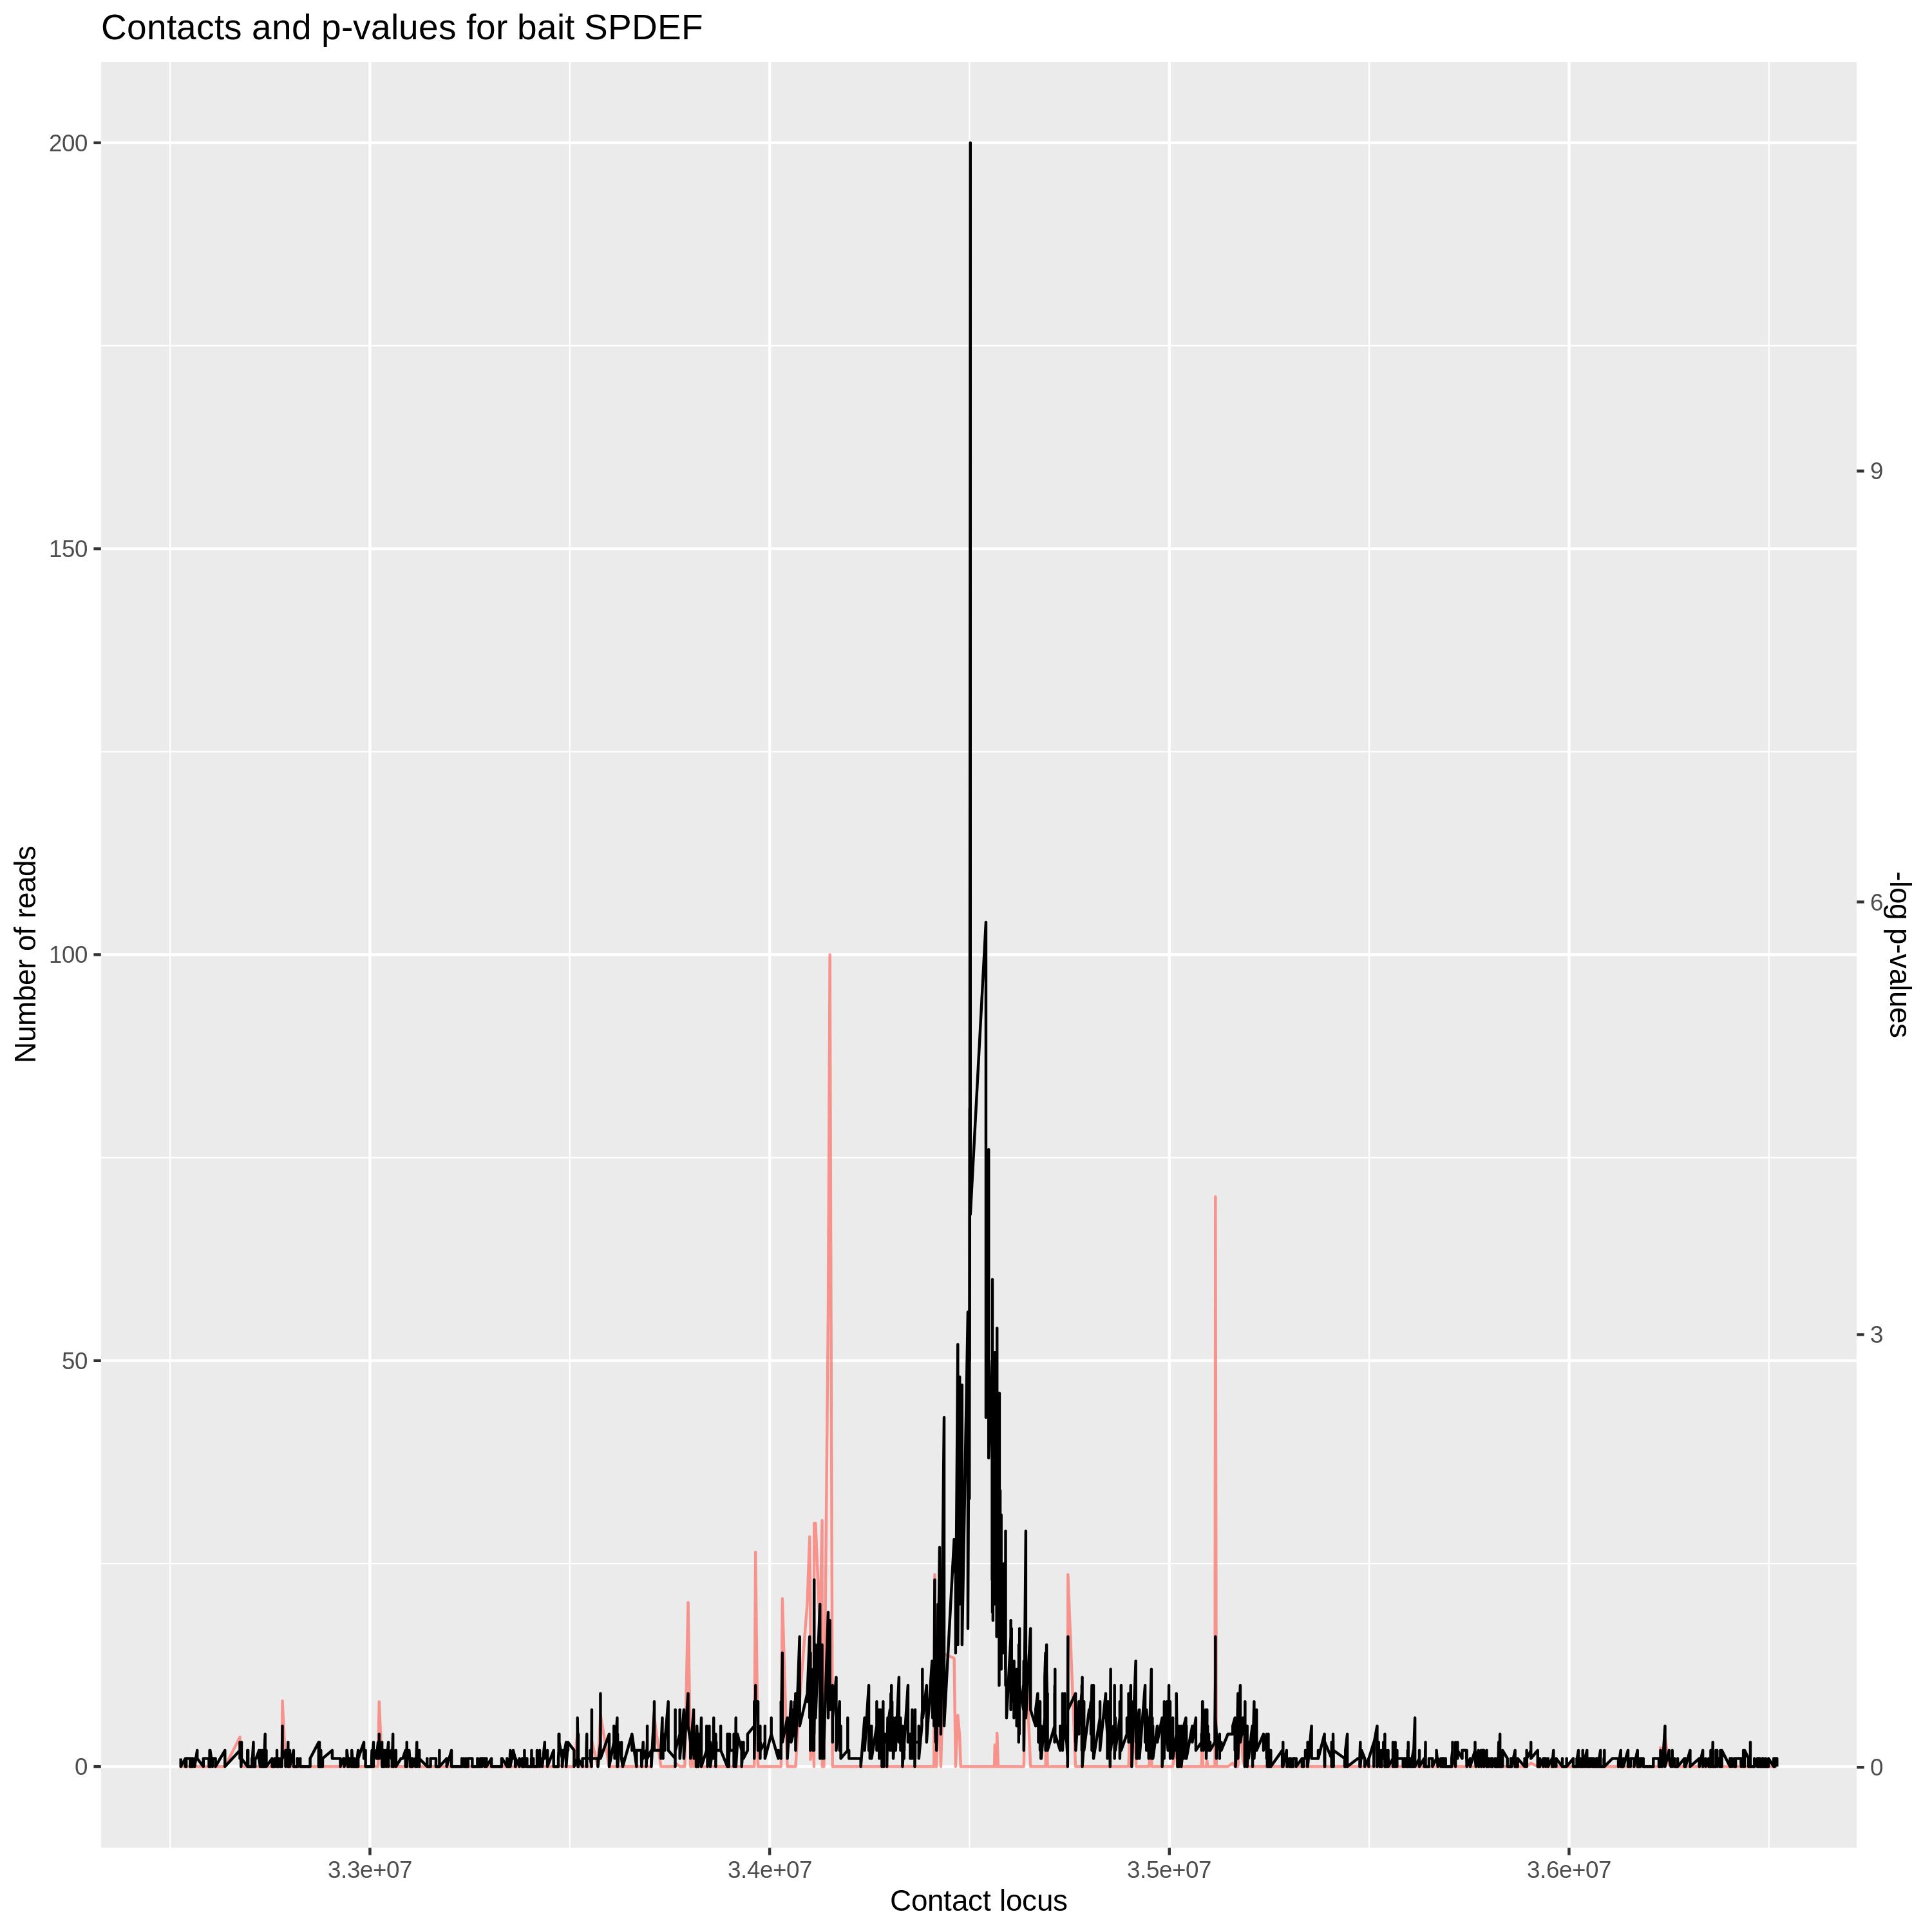 Contacts and p-values for bait SPDEF
200
150
100
50
0
Number of reads
9
6
3
0
-log p-values
3.3e+07
3.4e+07
3.5e+07
3.6e+07
Contact locus